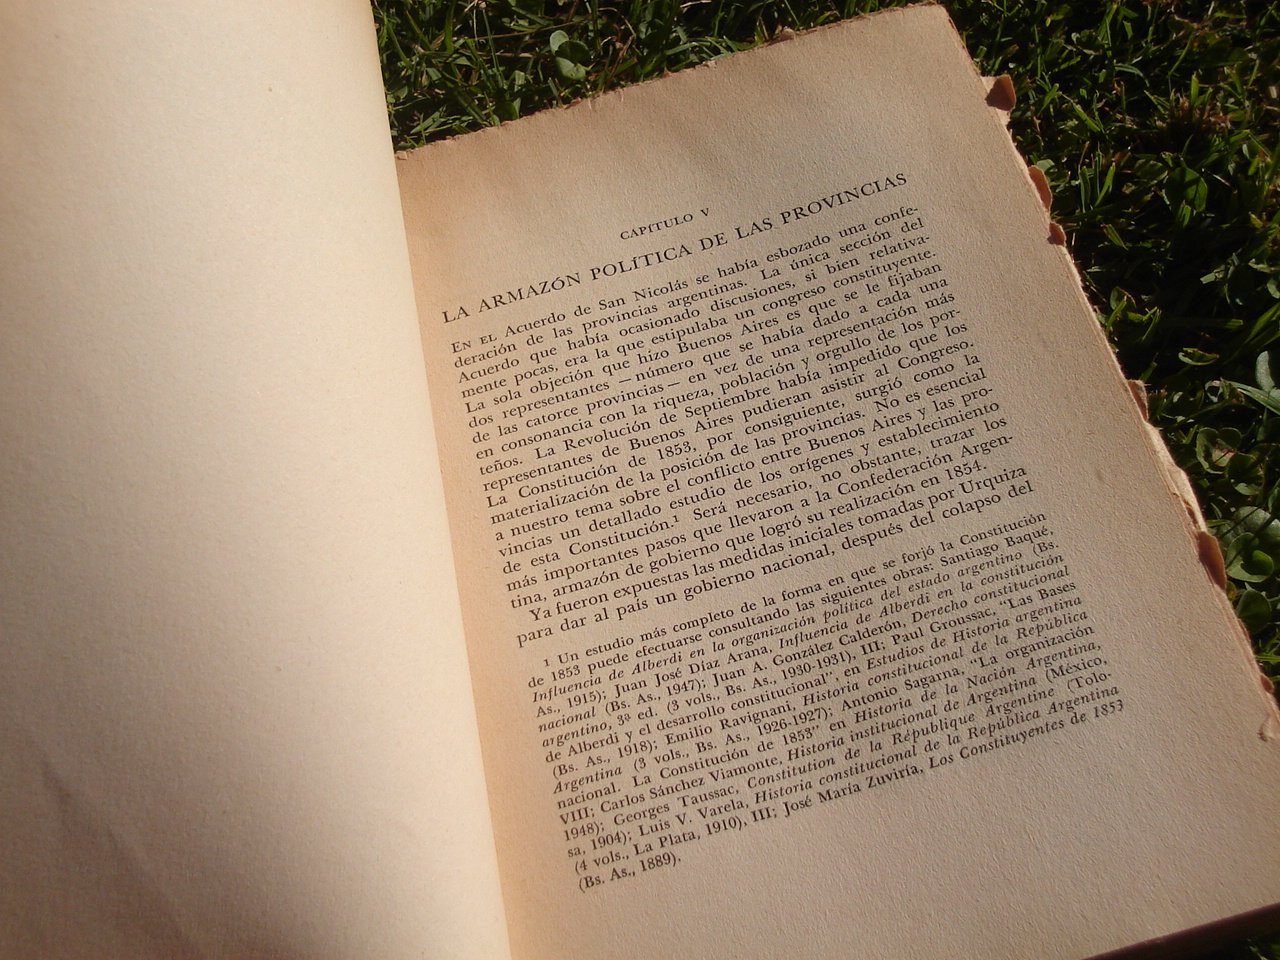 CAPITULO V
LA ARMAZÓN POLÍTICA DE LAS PROVINCIAS
EN EL Acuerdo de San Nicolás se había esbozado una confe-
deración de las provincias argentinas. La única sección del
Acuerdo que había ocasionado discusiones, si bien relativa-
mente pocas, era la que estipulaba un congreso constituyente.
La sola objeción que hizo Buenos Aires es que se le fijaban
dos representantes —número que se había dado a cada una
de las catorce provincias— en vez de una representación más
en consonancia con la riqueza, población y orgullo de los por-
teños. La Revolución de Septiembre había impedido que los
representantes de Buenos Aires pudieran asistir al Congreso.
La Constitución de 1853, por consiguiente, surgió como la
materialización de la posición de las provincias. No es esencial
a nuestro tema sobre el conflicto entre Buenos Aires y las pro-
vincias un detallado estudio de los orígenes y establecimiento
de esta Constitución.¹ Será necesario, no obstante, trazar los
más importantes pasos que llevaron a la Confederación Argen-
tina, armazón de gobierno que logró su realización en 1854.
Ya fueron expuestas las medidas iniciales tomadas por Urquiza
para dar al país un gobierno nacional, después del colapso del
1 Un estudio más completo de la forma en que se forjó la Constitución
de 1853 puede efectuarse consultando las siguientes obras: Santiago Baqué,
Influencia de Alberdi en la organización política del estado argentino (Bs.
As., 1915); Juan José Díaz Arana, Influencia de Alberdi en la constitución
nacional (Bs. As., 1947); Juan A. González Calderón, Derecho constitucional
argentino, 3ª ed. (3 vols., Bs. As., 1930-1931), III; Paul Groussac, "Las Bases
de Alberdi y el desarrollo constitucional", en Estudios de Historia argentina
(Bs. As., 1918); Emilio Ravignani, Historia constitucional de la República
Argentina (3 vols., Bs. As., 1926-1927); Antonio Sagarna, "La organización
nacional. La Constitución de 1853" en Historia de la Nación Argentina,
VIII; Carlos Sánchez Viamonte, Historia institucional de Argentina (México,
1948); Georges Taussac, Constitution de la République Argentine (Tolo-
sa, 1904); Luis V. Varela, Historia constitucional de la República Argentina
(4 vols., La Plata, 1910), III; José María Zuviría, Los Constituyentes de 1853
(Bs. As., 1889).